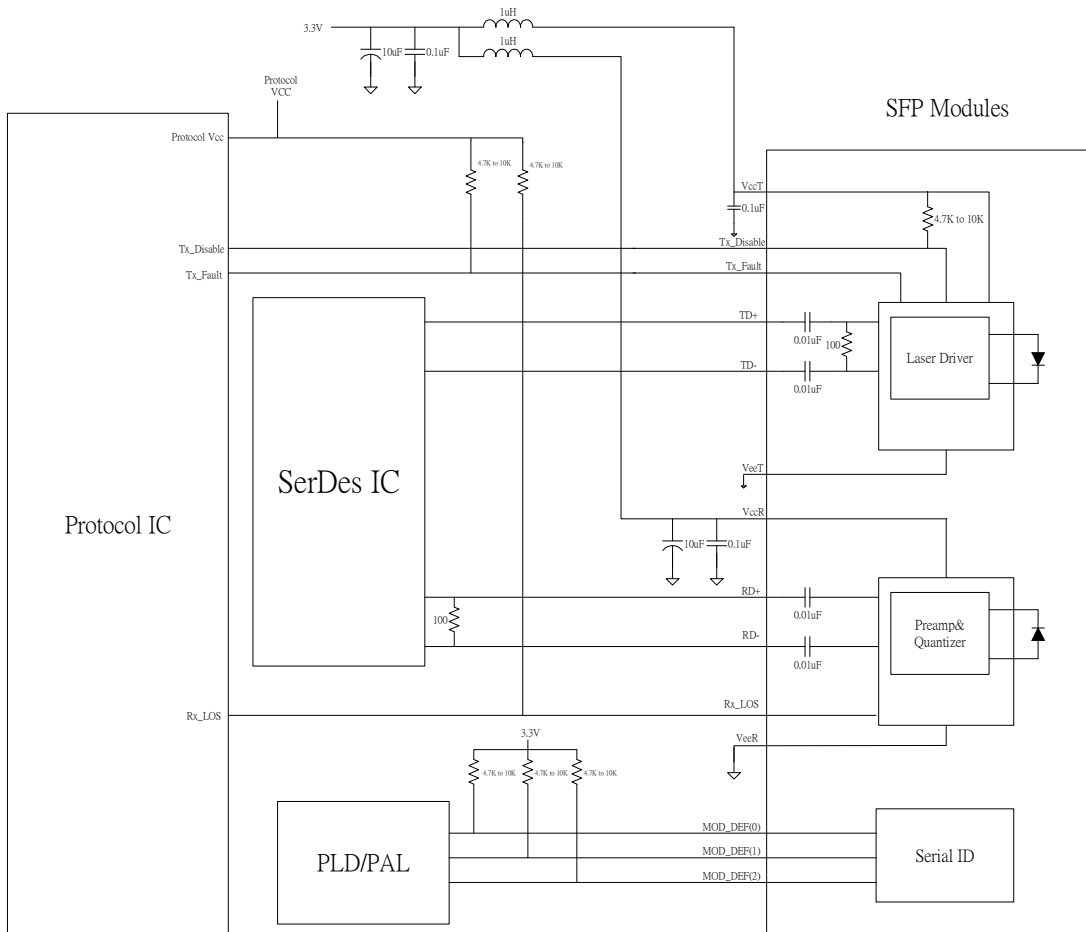 1uH
3.3V
1uH
10uF
0.1uF
Protocol
VCC
SFP Modules
Protocol Vcc
4.7K to 10K
4.7K to 10K
VccT
0.1uF
4.7K to 10K
Tx_Disable
Tx_Disable
Tx_Fault
Tx_Fault
TD+
0.01uF
100
Laser Driver
TD-
0.01uF
SerDes IC
VeeT
Protocol IC
VccR
10uF
0.1uF
RD+
0.01uF
100
Preamp&
Quantizer
RD-
0.01uF
Rx_LOS
Rx_LOS
3.3V
VeeR
4.7K to 10K
4.7K to 10K
4.7K to 10K
MOD_DEF(0)
PLD/PAL
MOD_DEF(1)
Serial ID
MOD_DEF(2)